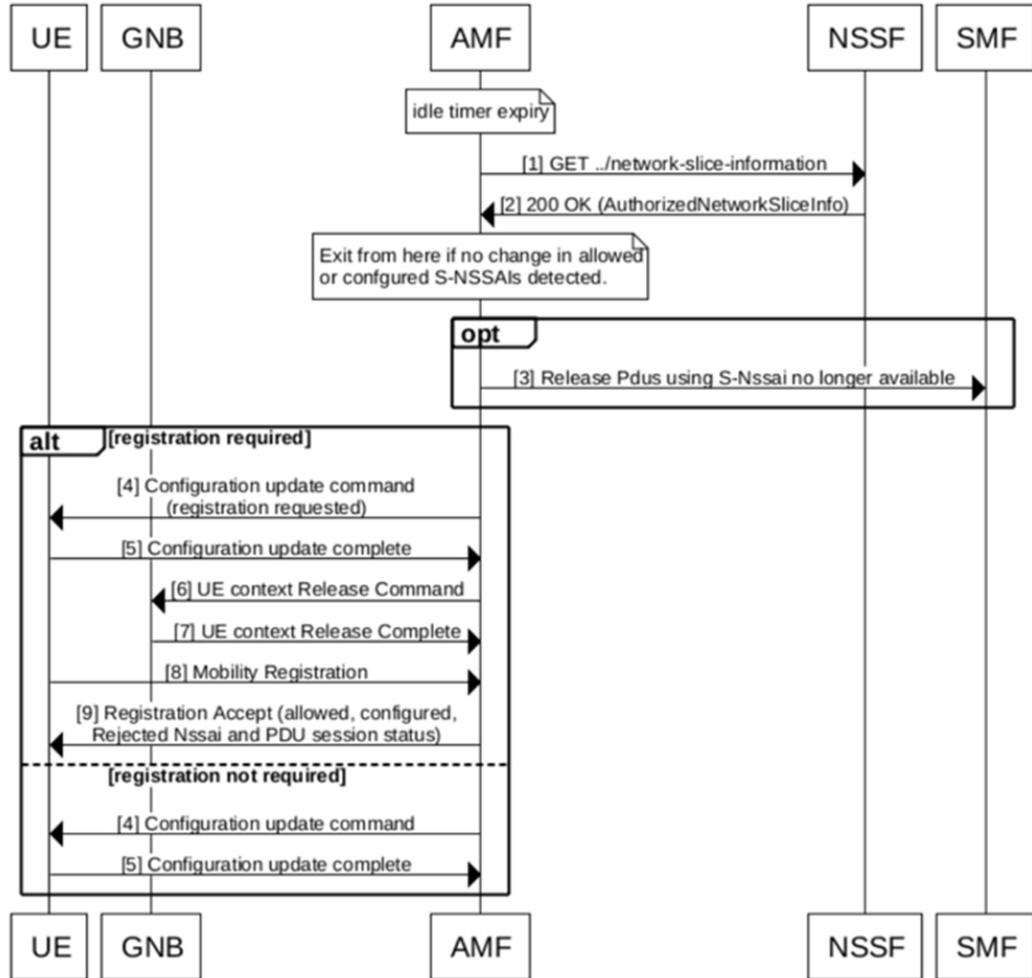 UE GNB AMF NSSF SMF
idle timer expiry
[1] GET ../network-slice-information
[2] 200 OK (AuthorizedNetworkSliceInfo)
Exit from here if no change in allowed
or confgured S-NSSAIs detected.
opt
[3] Release Pdus using S-Nssai no longer available
alt [registration required]
[4] Configuration update command
(registration requested)
[5] Configuration update complete
[6] UE context Release Command
[7] UE context Release Complete
[8] Mobility Registration
[9] Registration Accept (allowed, configured,
Rejected Nssai and PDU session status)
[registration not required]
[4] Configuration update command
[5] Configuration update complete
UE GNB AMF NSSF SMF